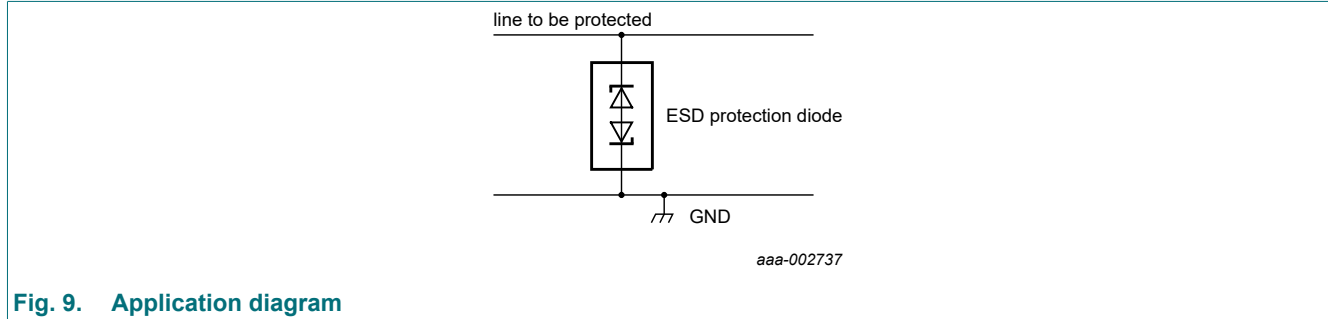 line to be protected
ESD protection diode
GND
aaa-002737
Fig. 9. Application diagram